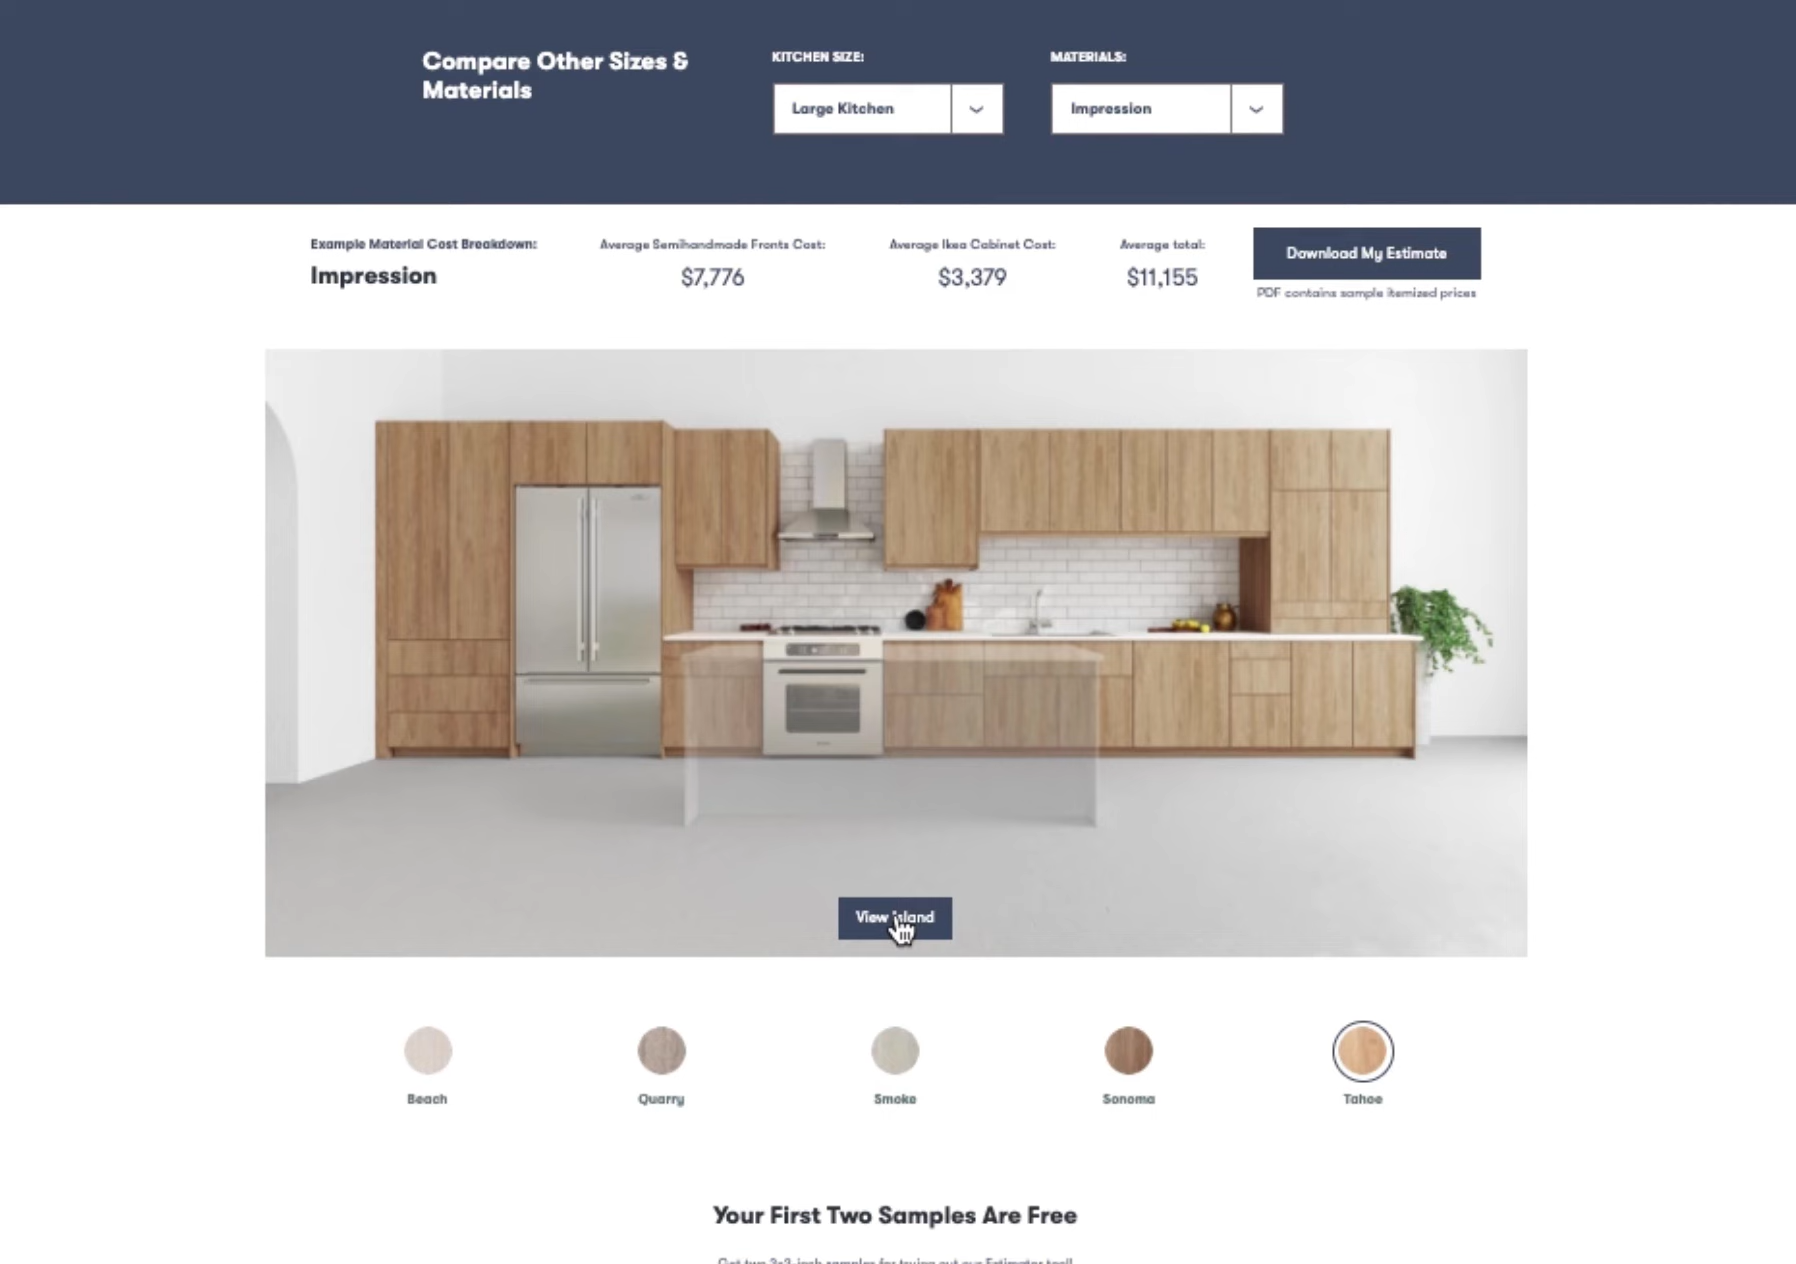 Compare Other Sizes &
Materials
KITCHEN SIZE:
Large Kitchen
MATERIALS:
Impression
Example Material Cost Breakdown:
Impression
Average Semihandmade Fronts Cost:
$7,776
Average Ikea Cabinet Cost:
$3,379
Average total:
$11,155
Download My Estimate
PDF contains sample itemized prices
View island
Beach
Quarry
Smoke
Sonoma
Tahoe
Your First Two Samples Are Free